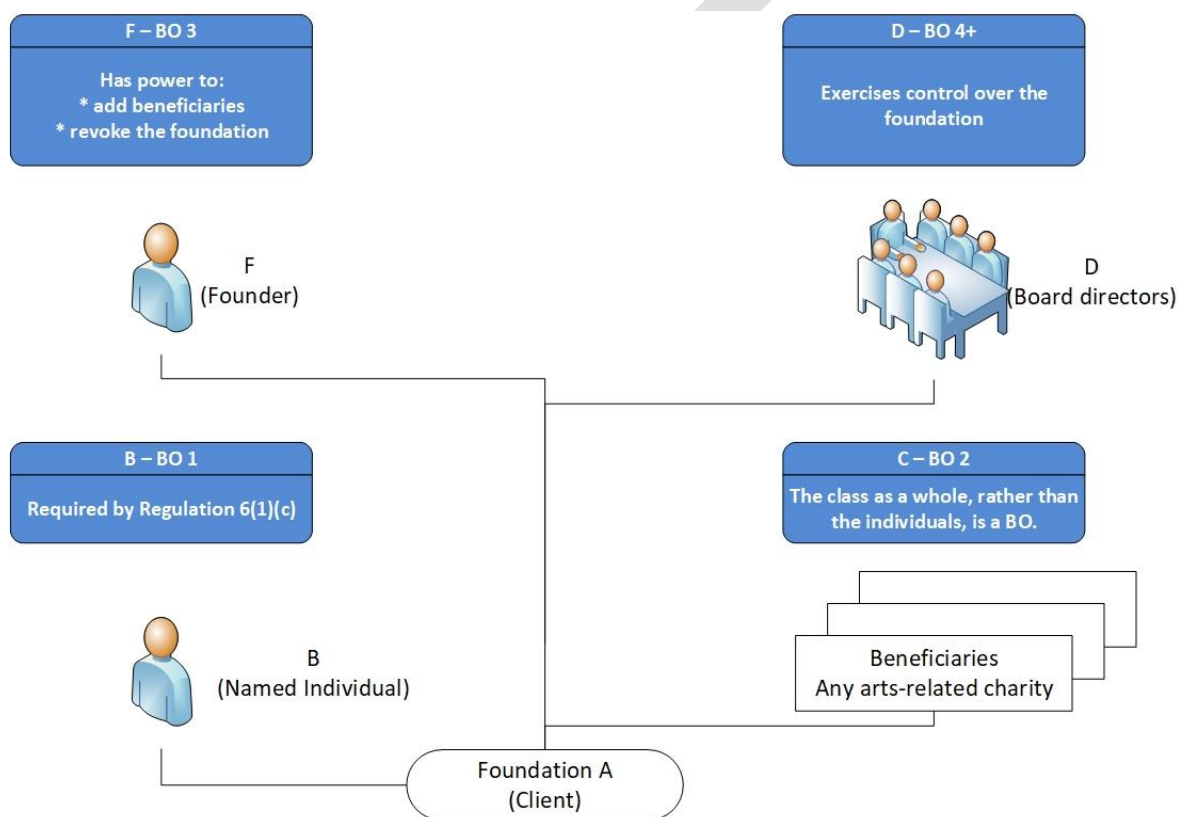 F – BO 3
Has power to:
* add beneficiaries
* revoke the foundation
D – BO 4+
Exercises control over the
foundation
F
(Founder)
D
(Board directors)
B – BO 1
Required by Regulation 6(1)(c)
C – BO 2
The class as a whole, rather than
the individuals, is a BO.
B
(Named Individual)
Beneficiaries
Any arts-related charity
Foundation A
(Client)